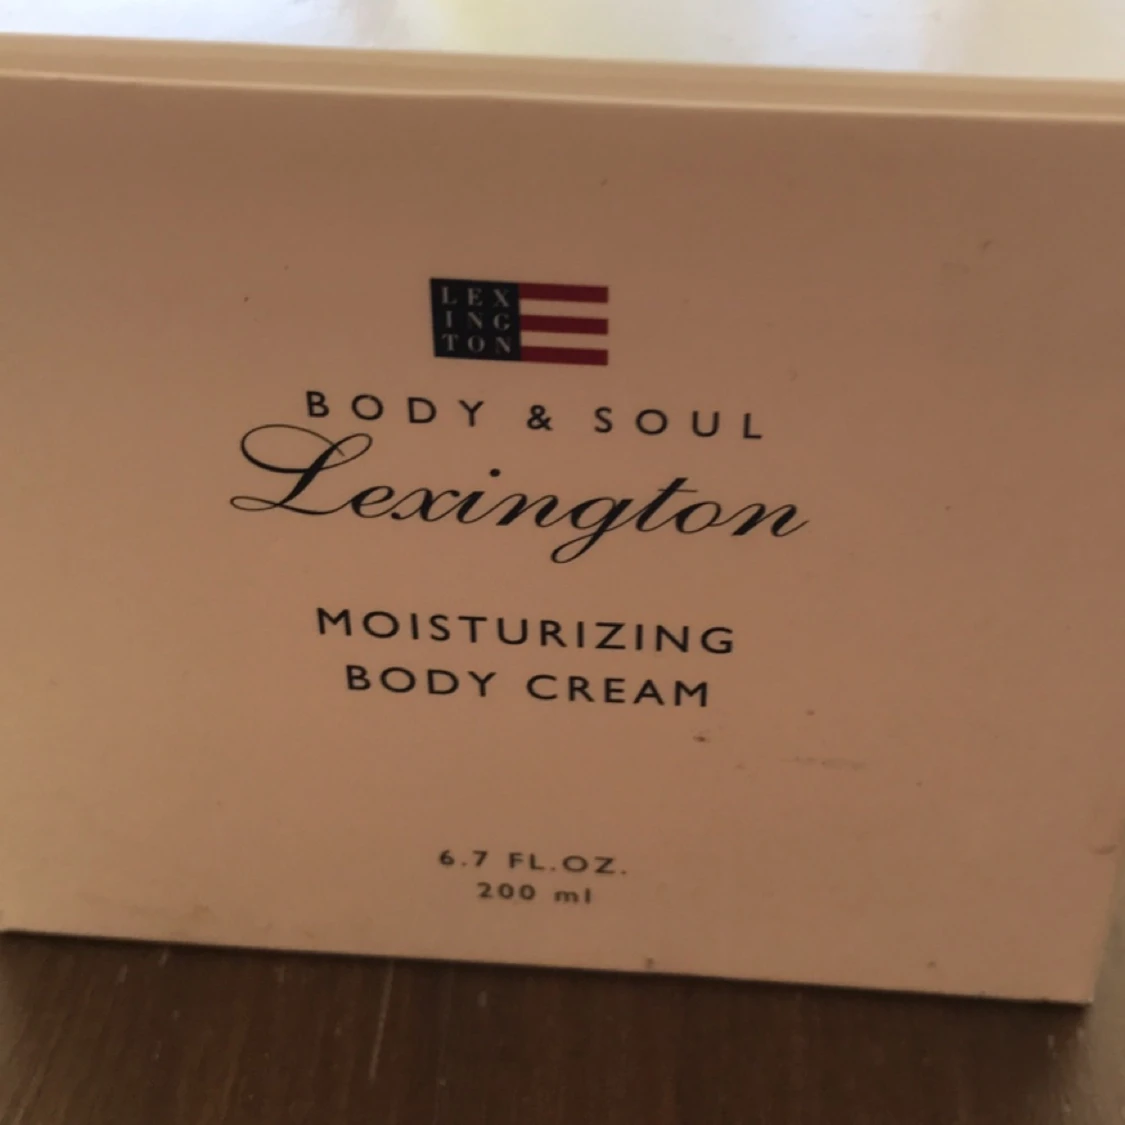 LEX
ING
TON
BODY & SOUL
Lexington
MOISTURIZING
BODY CREAM
6.7 FL.OZ.
200 ml